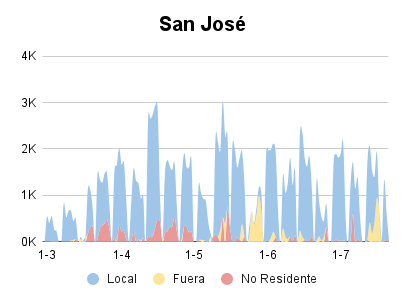 San José
4K
3K
2K
1K
0K
1-3 1-4 1-5 1-6 1-7
Local Fuera No Residente